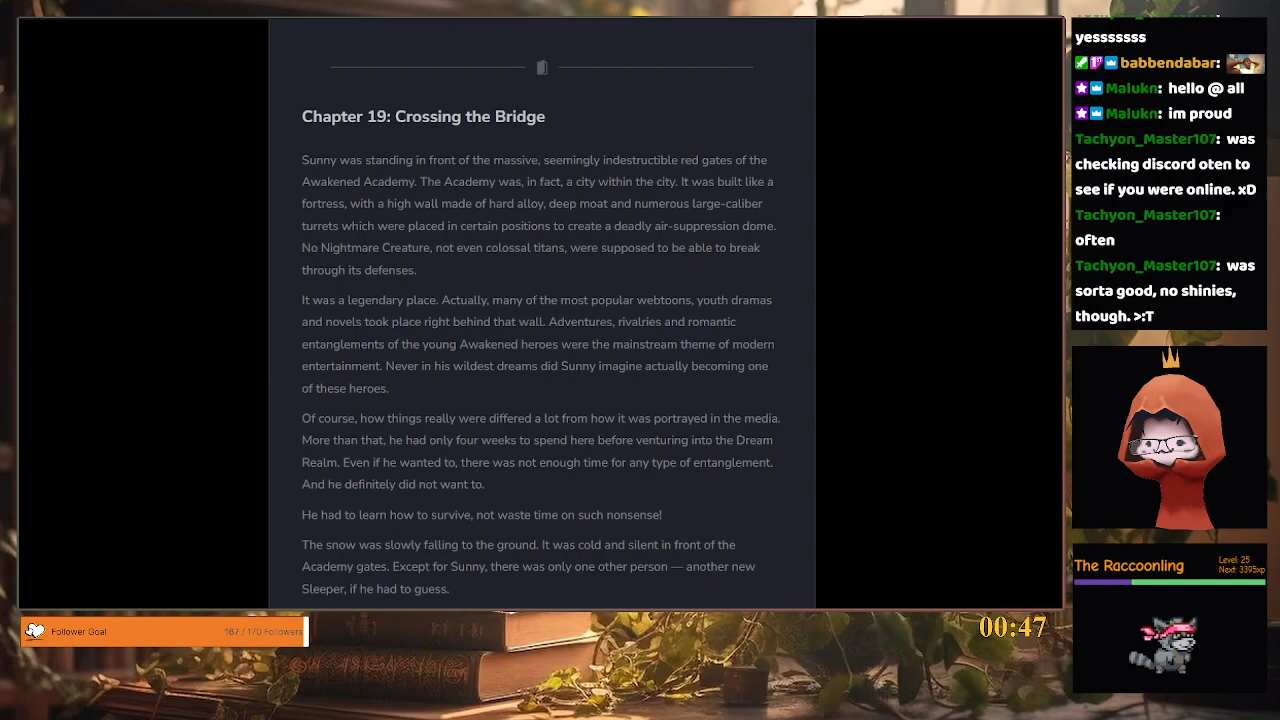 Chapter 19: Crossing the Bridge
Sunny was standing in front of the massive, seemingly indestructible red gates of the
Awakened Academy. The Academy was, in fact, a city within the city. It was built like a
fortress, with a high wall made of hard alloy, deep moat and numerous large-caliber
turrets which were placed in certain positions to create a deadly air-suppression dome.
No Nightmare Creature, not even colossal titans, were supposed to be able to break
through its defenses.
It was a legendary place. Actually, many of the most popular webtoons, youth dramas
and novels took place right behind that wall. Adventures, rivalries and romantic
entanglements of the young Awakened heroes were the mainstream theme of modern
entertainment. Never in his wildest dreams did Sunny imagine actually becoming one
of these heroes.
Of course, how things really were differed a lot from how it was portrayed in the media.
More than that, he had only four weeks to spend here before venturing into the Dream
Realm. Even if he wanted to, there was not enough time for any type of entanglement.
And he definitely did not want to.
He had to learn how to survive, not waste time on such nonsense!
The snow was slowly falling to the ground. It was cold and silent in front of the
Academy gates. Except for Sunny, there was only one other person — another new
Sleeper, if he had to guess.
Follower Goal
167 / 170 Followers
00:47
yesssssss
babbendabar:
Malukn: hello @ all
Malukn: im proud
Tachyon_Master107: was
checking discord oten to
see if you were online. xD
Tachyon_Master107:
often
Tachyon_Master107: was
sorta good, no shinies,
though. >:T
The Raccoonling
Level: 25
Next: 3395xp